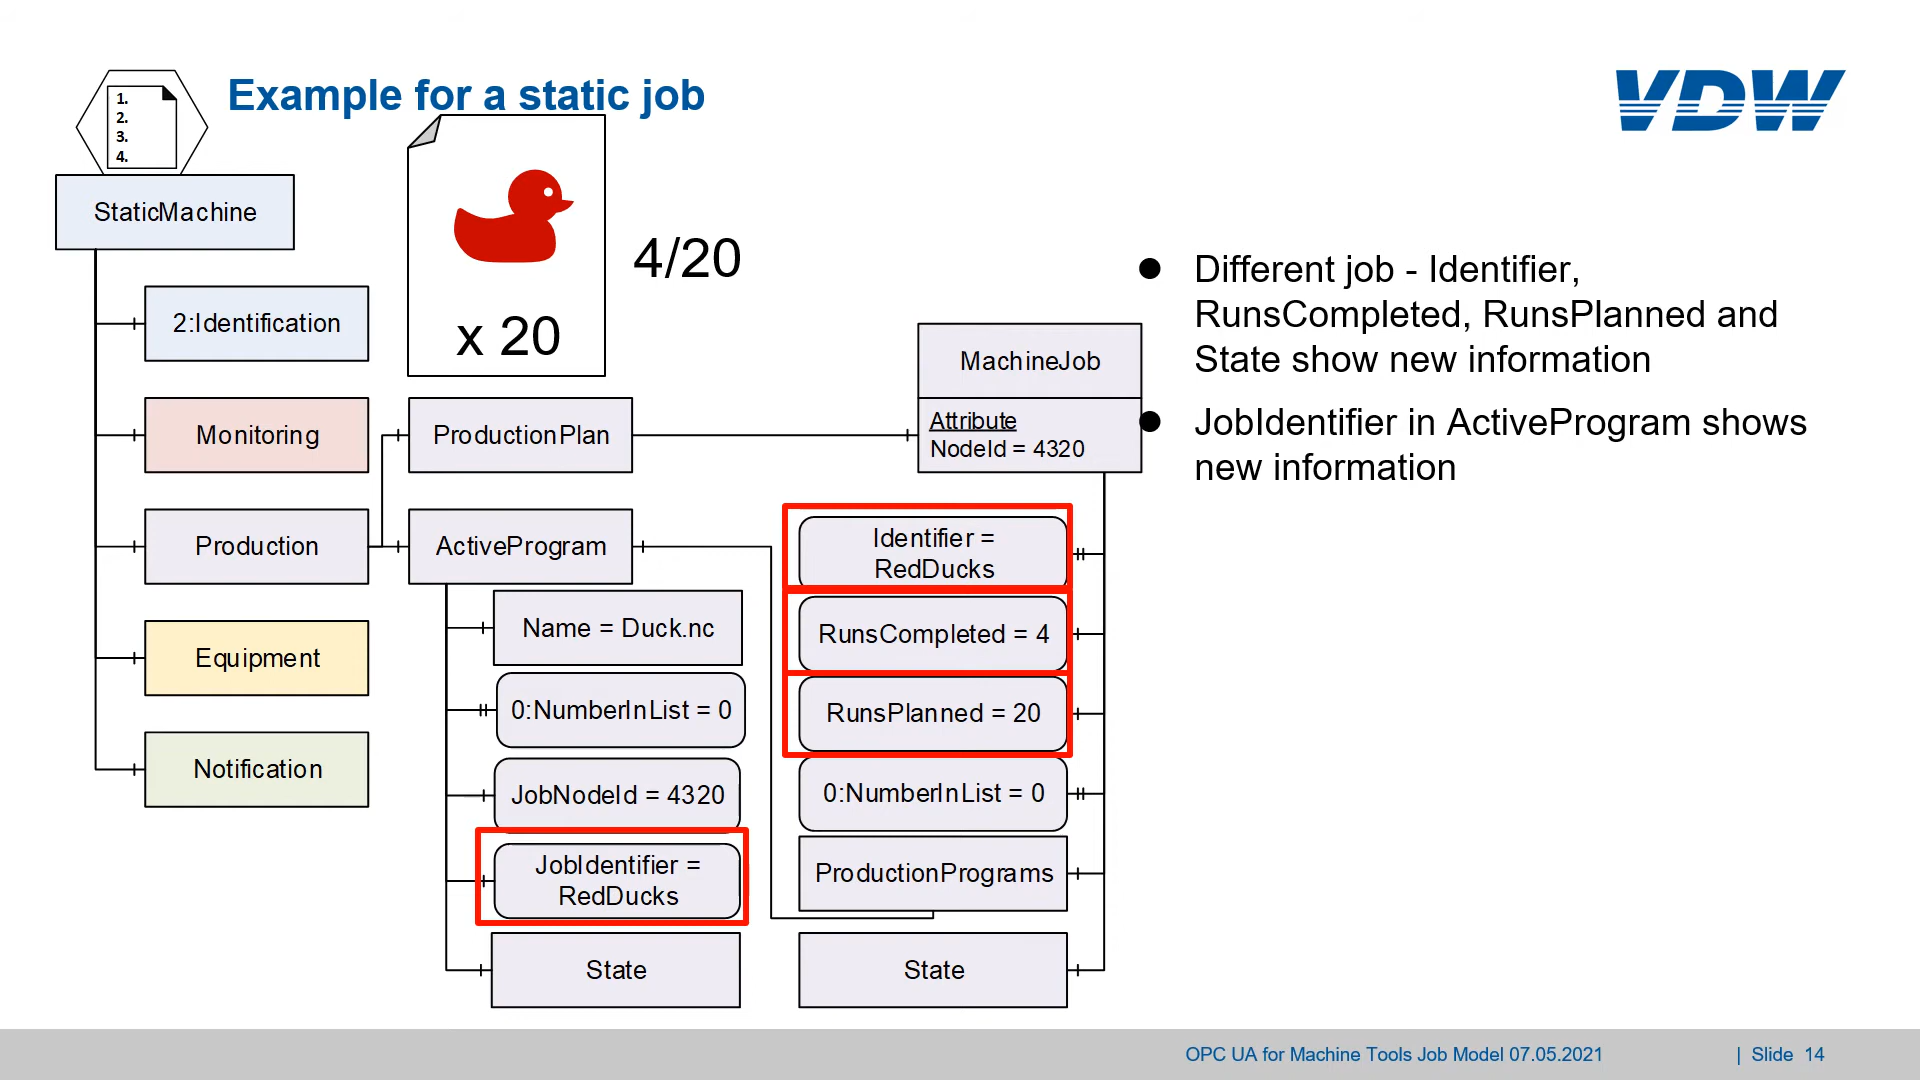 Example for a static job
VDW
1.
2.
3.
4.
StaticMachine
2:Identification
Monitoring
Production
Equipment
Notification
x 20
4/20
ProductionPlan
ActiveProgram
Name = Duck.nc
0:NumberInList = 0
JobNodeId = 4320
JobIdentifier =
RedDucks
State
MachineJob
Attribute
NodeId = 4320
Identifier =
RedDucks
RunsCompleted = 4
RunsPlanned = 20
0:NumberInList = 0
ProductionPrograms
State
Different job - Identifier,
RunsCompleted, RunsPlanned and
State show new information
JobIdentifier in ActiveProgram shows
new information
OPC UA for Machine Tools Job Model 07.05.2021
| Slide 14